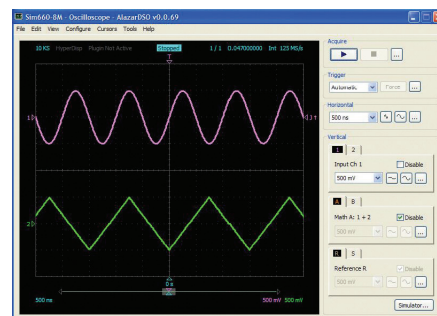 Sim660-8M - Oscilloscope - AlazarDSO v0.0.69
File Edit View Configure Cursors Tools Help
10 KS HyperDisp Plugin Not Active Stopped 1 / 1 0.047000000 Int 125 MS/s
T
1
2
0 s
500 ns 500 mV 500 mV
Acquire
...
Trigger
Automatic Force ...
Horizontal
500 ns ...
Vertical
1 2
Input Ch 1 Disable
500 mV ...
A B
Math A: 1 + 2 Disable
500 mV ...
R S
Reference R Disable
500 mV ...
Simulator...